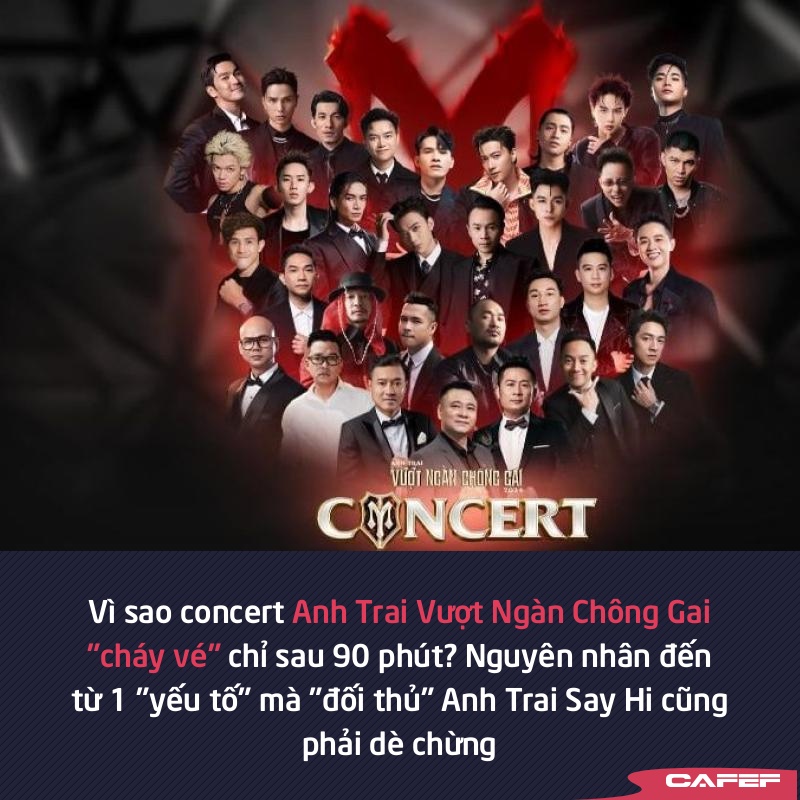 ANH TRAI
VƯỢT NGÀN CHÔNG GAI
2024
CONCERT
Vì sao concert Anh Trai Vượt Ngàn Chông Gai
"cháy vé" chỉ sau 90 phút? Nguyên nhân đến
từ 1 "yếu tố" mà "đối thủ" Anh Trai Say Hi cũng
phải dè chừng
CAFEF